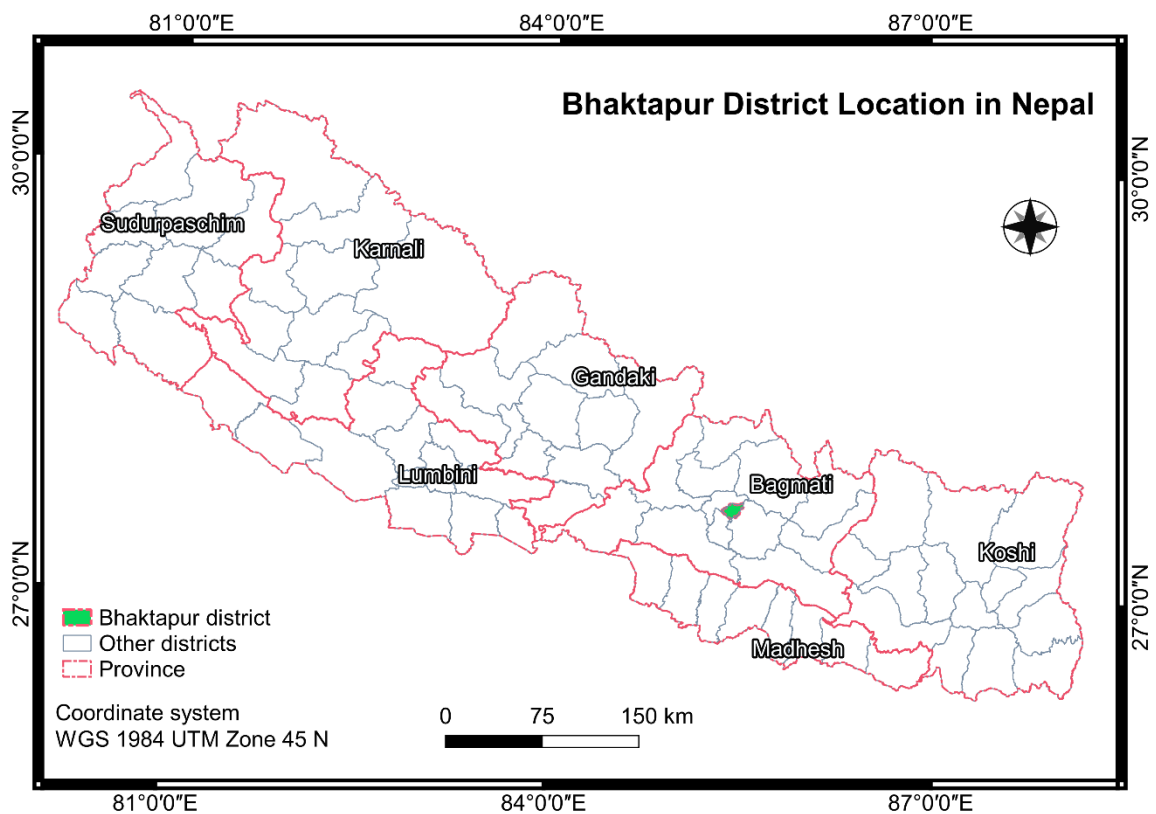 81°0′0″E 84°0′0″E 87°0′0″E
Bhaktapur District Location in Nepal
30°0′0″N
30°0′0″N
Sudurpaschim
Karnali
Gandaki
Lumbini
Bagmati
Koshi
27°0′0″N
27°0′0″N
Madhesh
Bhaktapur district
Other districts
Province
Coordinate system
WGS 1984 UTM Zone 45 N
0 75 150 km
81°0′0″E 84°0′0″E 87°0′0″E